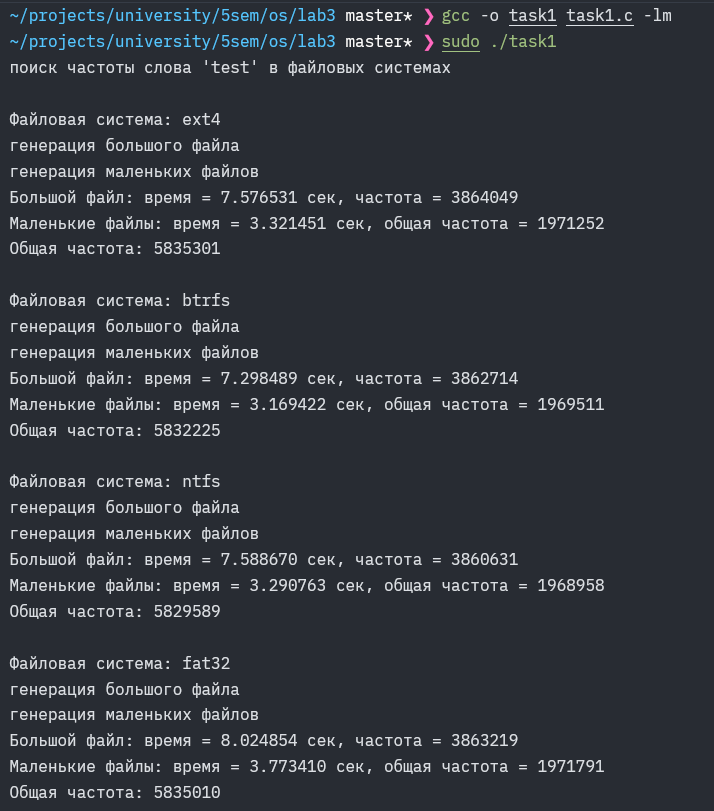 ~/projects/university/5sem/os/lab3 master* ❯ gcc -o task1 task1.c -lm
~/projects/university/5sem/os/lab3 master* ❯ sudo ./task1
поиск частоты слова 'test' в файловых системах
Файловая система: ext4
генерация большого файла
генерация маленьких файлов
Большой файл: время = 7.576531 сек, частота = 3864049
Маленькие файлы: время = 3.321451 сек, общая частота = 1971252
Общая частота: 5835301
Файловая система: btrfs
генерация большого файла
генерация маленьких файлов
Большой файл: время = 7.298489 сек, частота = 3862714
Маленькие файлы: время = 3.169422 сек, общая частота = 1969511
Общая частота: 5832225
Файловая система: ntfs
генерация большого файла
генерация маленьких файлов
Большой файл: время = 7.588670 сек, частота = 3860631
Маленькие файлы: время = 3.290763 сек, общая частота = 1968958
Общая частота: 5829589
Файловая система: fat32
генерация большого файла
генерация маленьких файлов
Большой файл: время = 8.024854 сек, частота = 3863219
Маленькие файлы: время = 3.773410 сек, общая частота = 1971791
Общая частота: 5835010